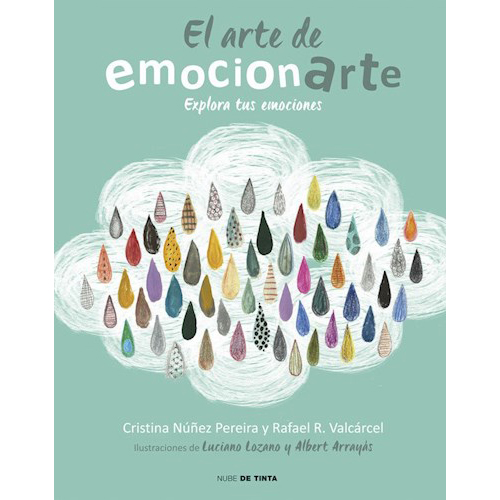 El arte de
emocionarte
Explora tus emociones
Cristina Núñez Pereira y Rafael R. Valcárcel
Ilustraciones de Luciano Lozano y Albert Arrayás
NUBE DE TINTA